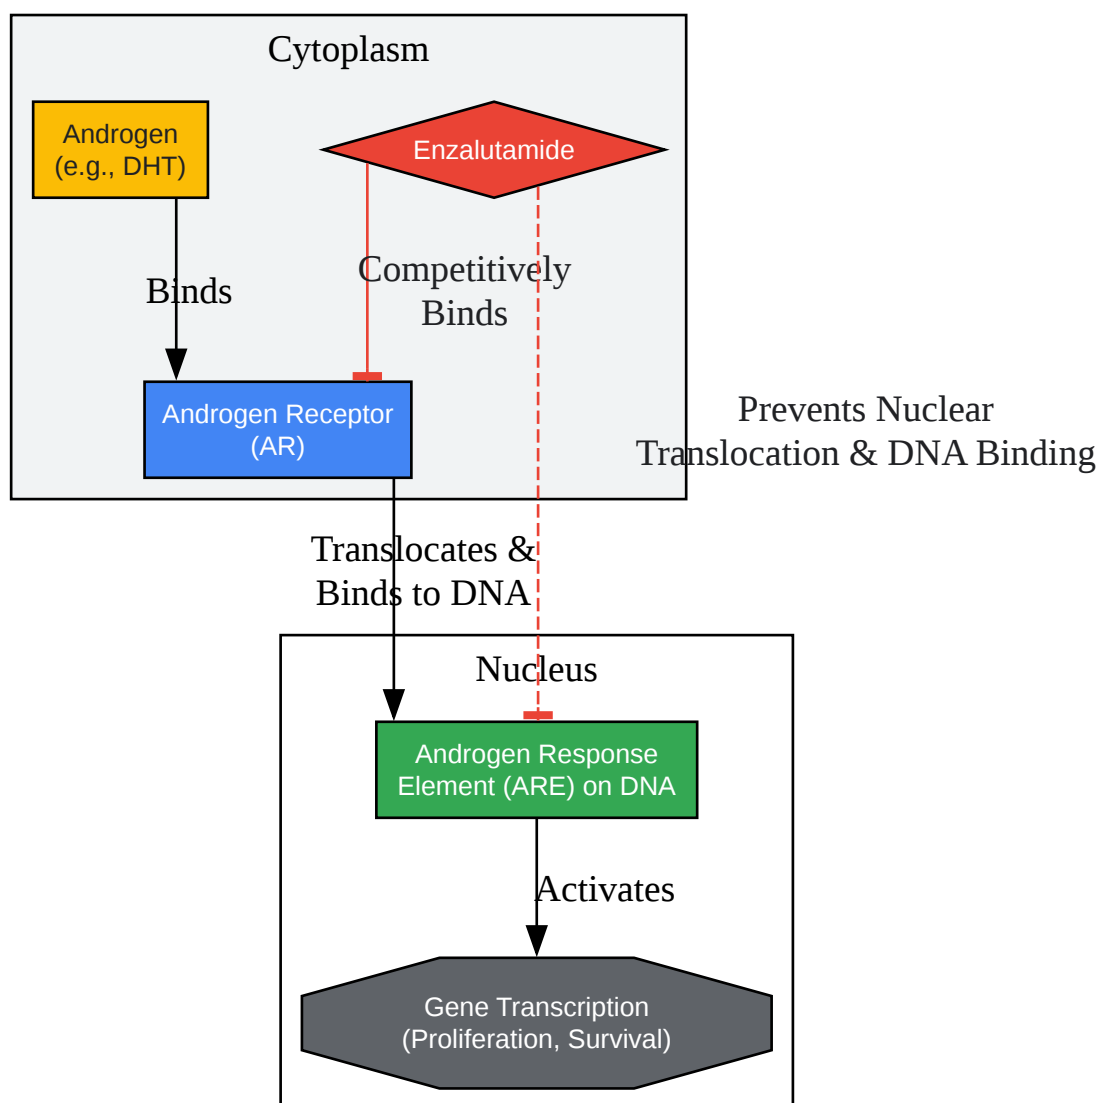 Cytoplasm
Androgen
(e.g., DHT)
Enzalutamide
Binds
Competitively
Binds
Androgen Receptor
(AR)
Prevents Nuclear
Translocation & DNA Binding
Translocates &
Binds to DNA
Nucleus
Androgen Response
Element (ARE) on DNA
Activates
Gene Transcription
(Proliferation, Survival)